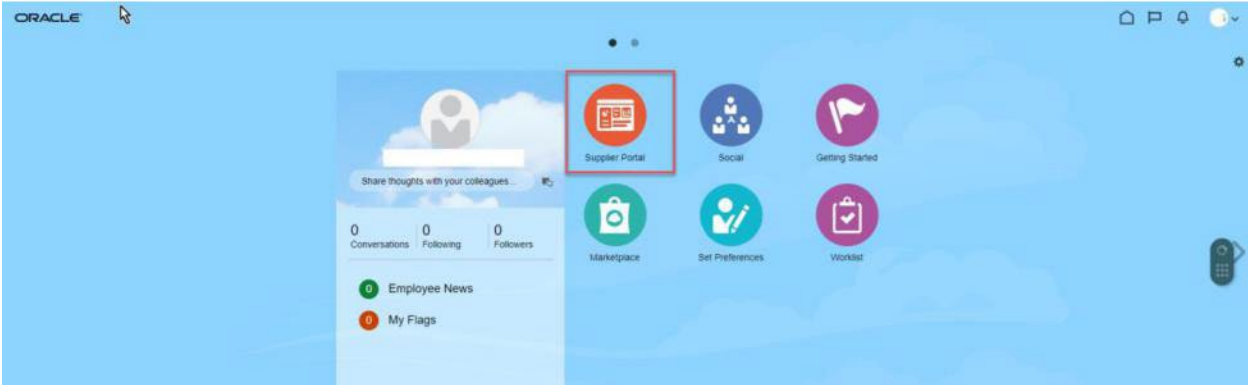 ORACLE
Supplier Portal
Social
Getting Started
Share thoughts with your colleagues...
0
Conversations
0
Following
0
Followers
Marketplace
Set Preferences
Worklist
0 Employee News
0 My Flags